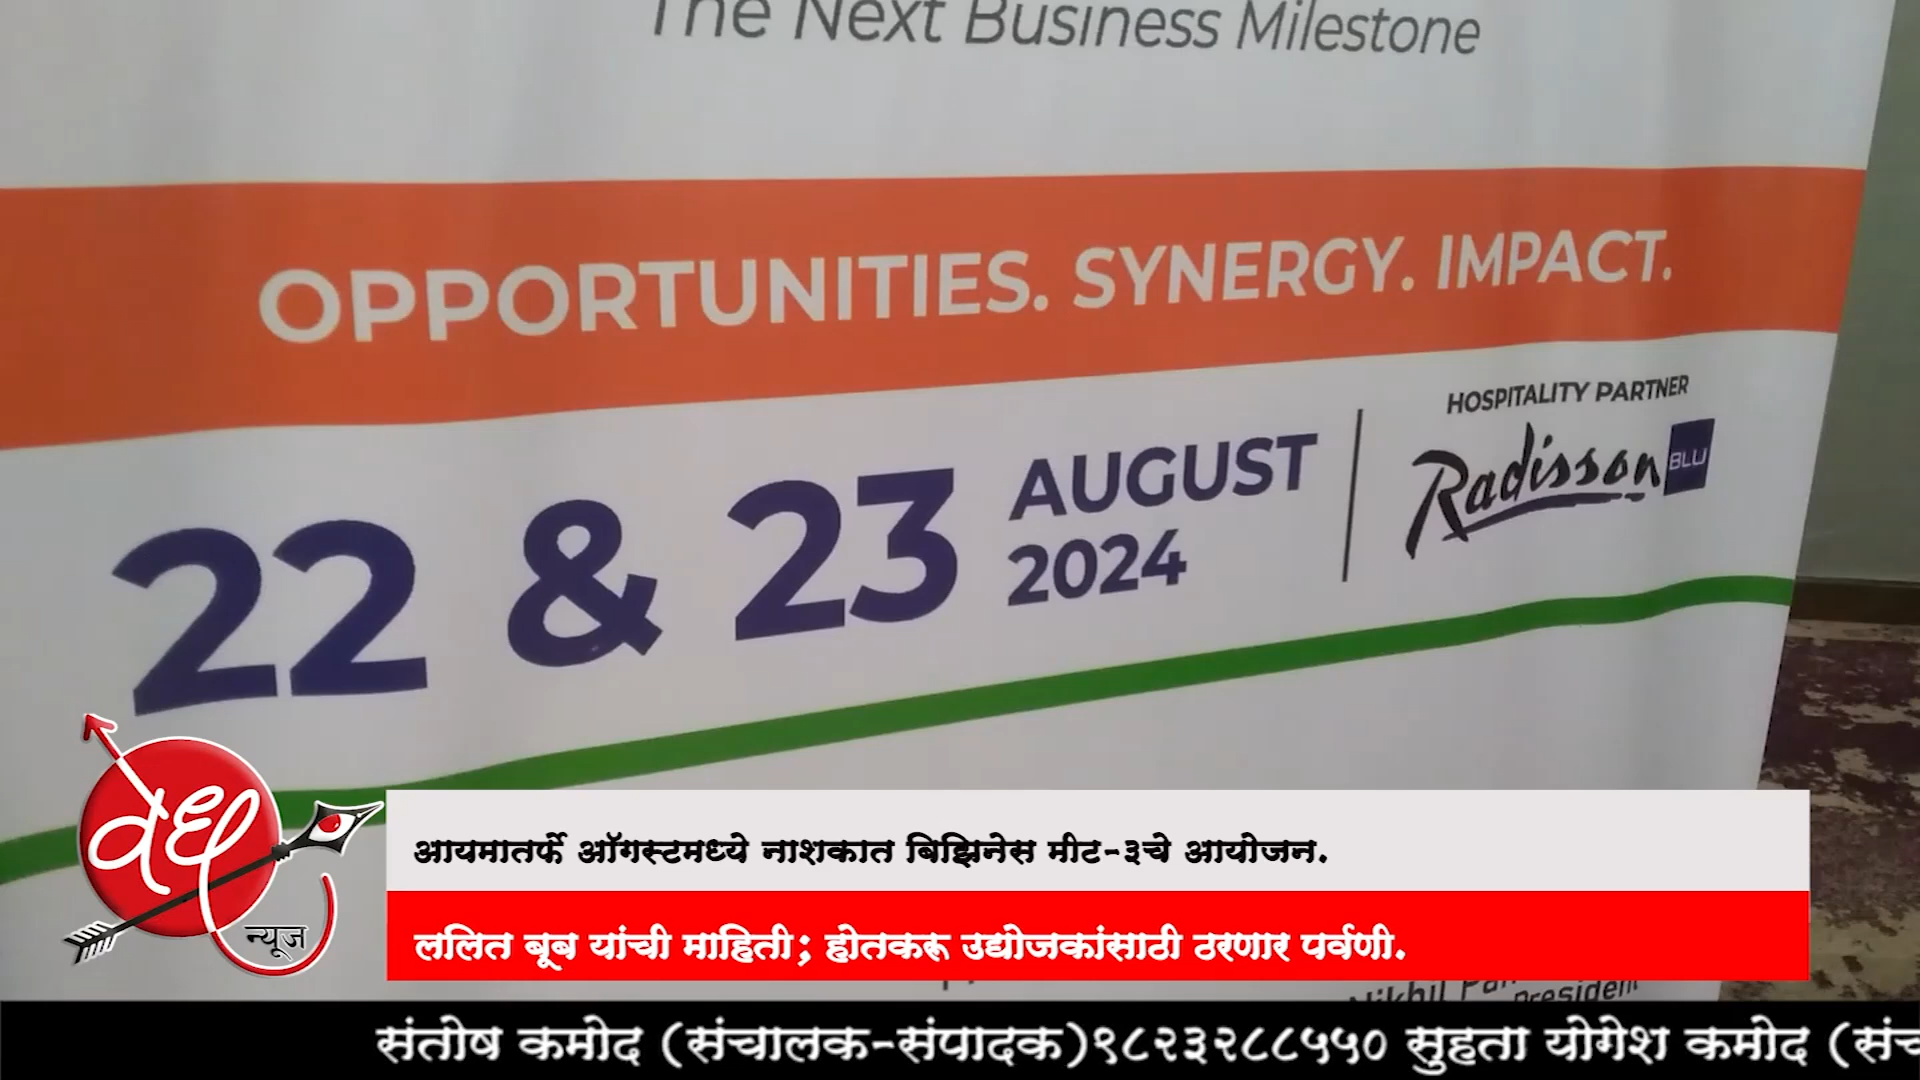 The Next Business Milestone
OPPORTUNITIES. SYNERGY. IMPACT.
22 & 23 AUGUST 2024
HOSPITALITY PARTNER
Radisson BLU
न्यूज
आयमातर्फे ऑगस्टमध्ये नाशकात बिझिनेस मीट-३चे आयोजन.
ललित बूब यांची माहिती; होतकरू उद्योजकांसाठी ठरणार पर्वणी.
Nikhil
President
संतोष कमोद (संचालक-संपादक)९८२३२८८५५० सुहता योगेश कमोद (संच